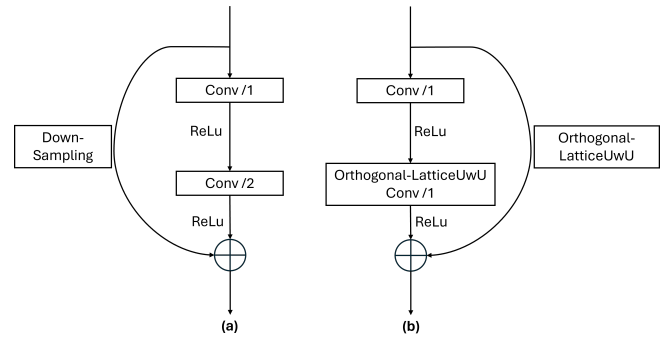 Conv /1
ReLu
Down-
Sampling
Conv /2
ReLu
(a)
Conv /1
ReLu
Orthogonal-
LatticeUwU
Orthogonal-LatticeUwU
Conv /1
ReLu
(b)